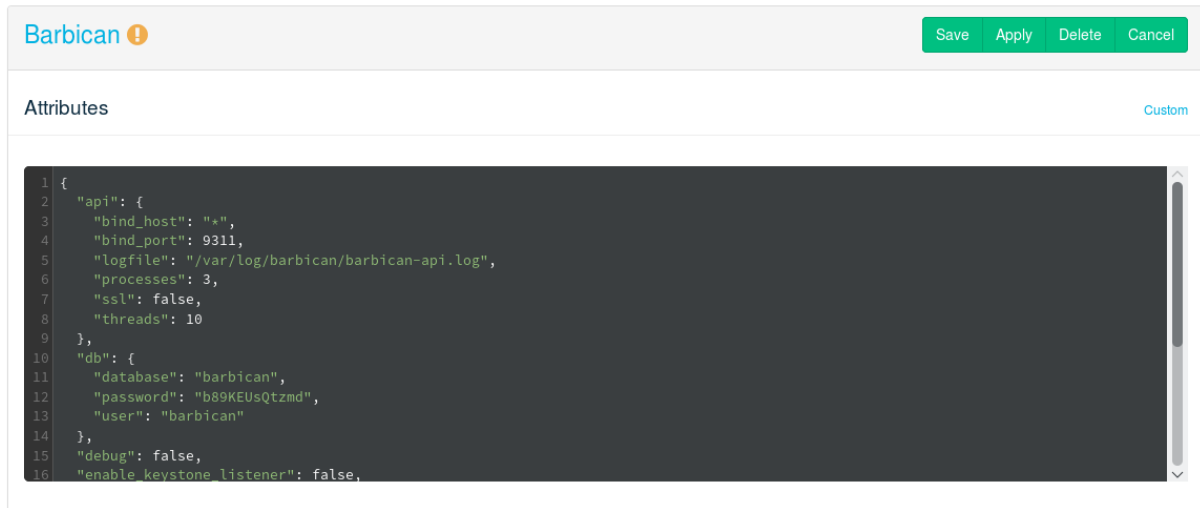 Barbican !
Save Apply Delete Cancel
Attributes
Custom
1 {
2   "api": {
3     "bind_host": "*",
4     "bind_port": 9311,
5     "logfile": "/var/log/barbican/barbican-api.log",
6     "processes": 3,
7     "ssl": false,
8     "threads": 10
9   },
10   "db": {
11     "database": "barbican",
12     "password": "b89KEUsQtzmd",
13     "user": "barbican"
14   },
15   "debug": false,
16   "enable_keystone_listener": false,